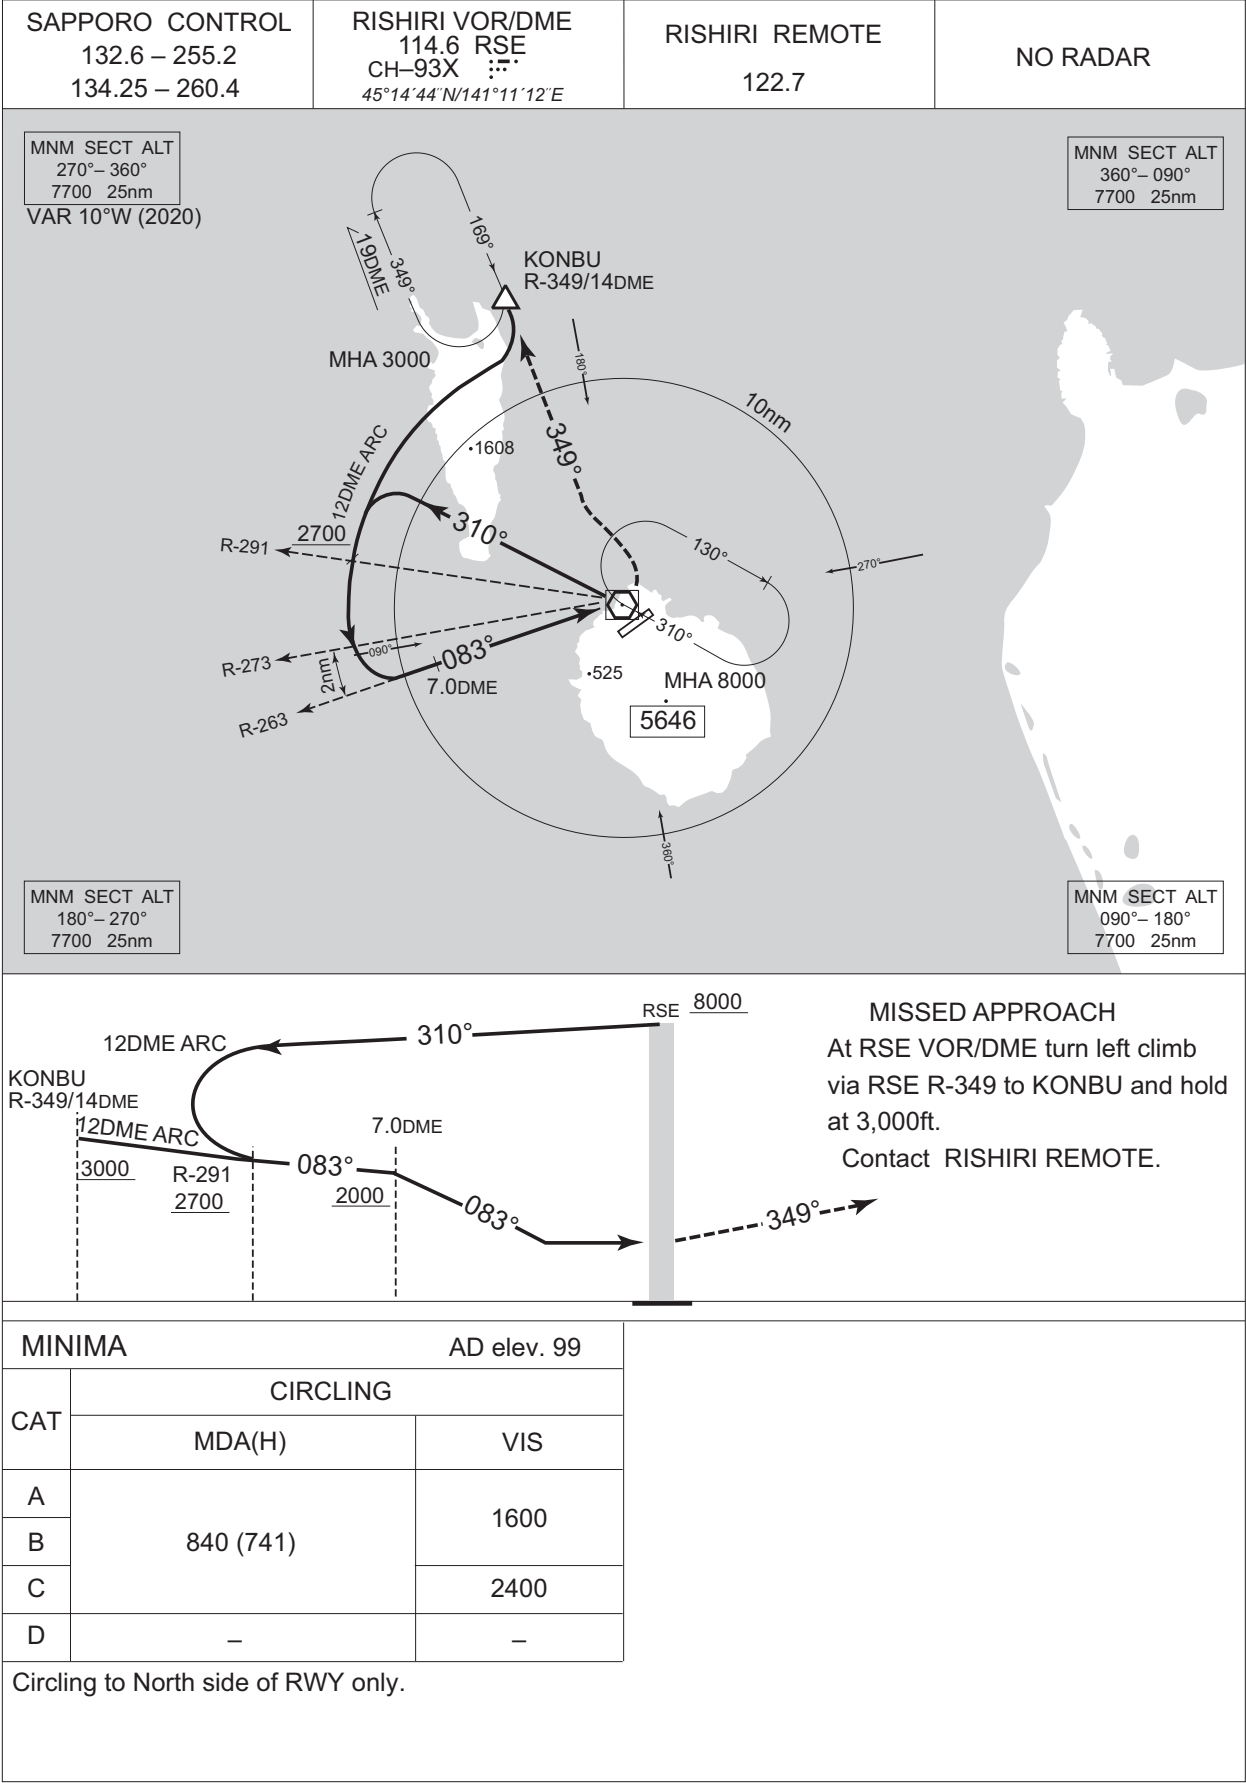 SAPPORO CONTROL
132.6 – 255.2
134.25 – 260.4
RISHIRI VOR/DME
114.6 RSE
CH–93X
45°14´44˝N/141°11´12˝E
RISHIRI REMOTE
122.7
NO RADAR
MNM SECT ALT
270°– 360°
7700 25nm
VAR 10°W (2020)
MNM SECT ALT
360°– 090°
7700 25nm
169°
349°
19DME
KONBU
R-349/14DME
MHA 3000
180°
10nm
349°
12DME ARC
•1608
310°
2700
R-291
130°
270°
310°
R-273
090°
083°
2nm
7.0DME
R-263
•525
MHA 8000
5646
360°
MNM SECT ALT
180°– 270°
7700 25nm
MNM SECT ALT
090°– 180°
7700 25nm
RSE 8000
310°
12DME ARC
KONBU
R-349/14DME
12DME ARC
3000
R-291
2700
083°
7.0DME
2000
083°
349°
MISSED APPROACH
At RSE VOR/DME turn left climb
via RSE R-349 to KONBU and hold
at 3,000ft.
Contact RISHIRI REMOTE.
MINIMA AD elev. 99
CAT
CIRCLING
MDA(H) VIS
A
B
C
D
840 (741)
1600
2400
– –
Circling to North side of RWY only.